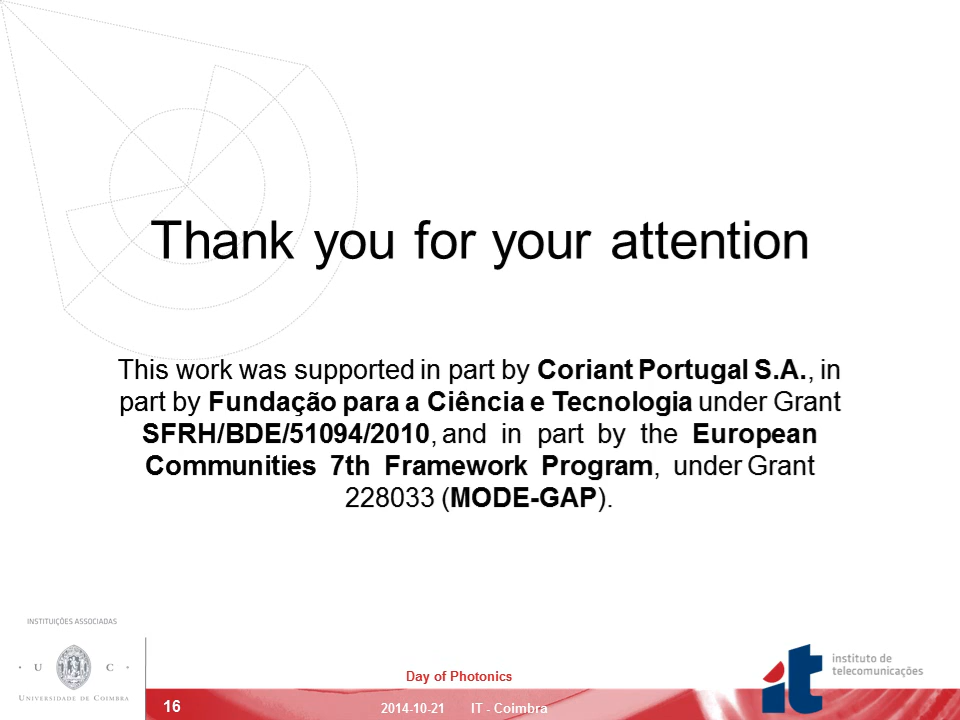 Thank you for your attention
This work was supported in part by Coriant Portugal S.A., in
part by Fundação para a Ciência e Tecnologia under Grant
SFRH/BDE/51094/2010, and in part by the European
Communities 7th Framework Program, under Grant
228033 (MODE-GAP).
INSTITUIÇÕES ASSOCIADAS
· U C ·
UNIVERSIDADE DE COIMBRA
Day of Photonics
16
2014-10-21 IT - Coimbra
it
instituto de
telecomunicações